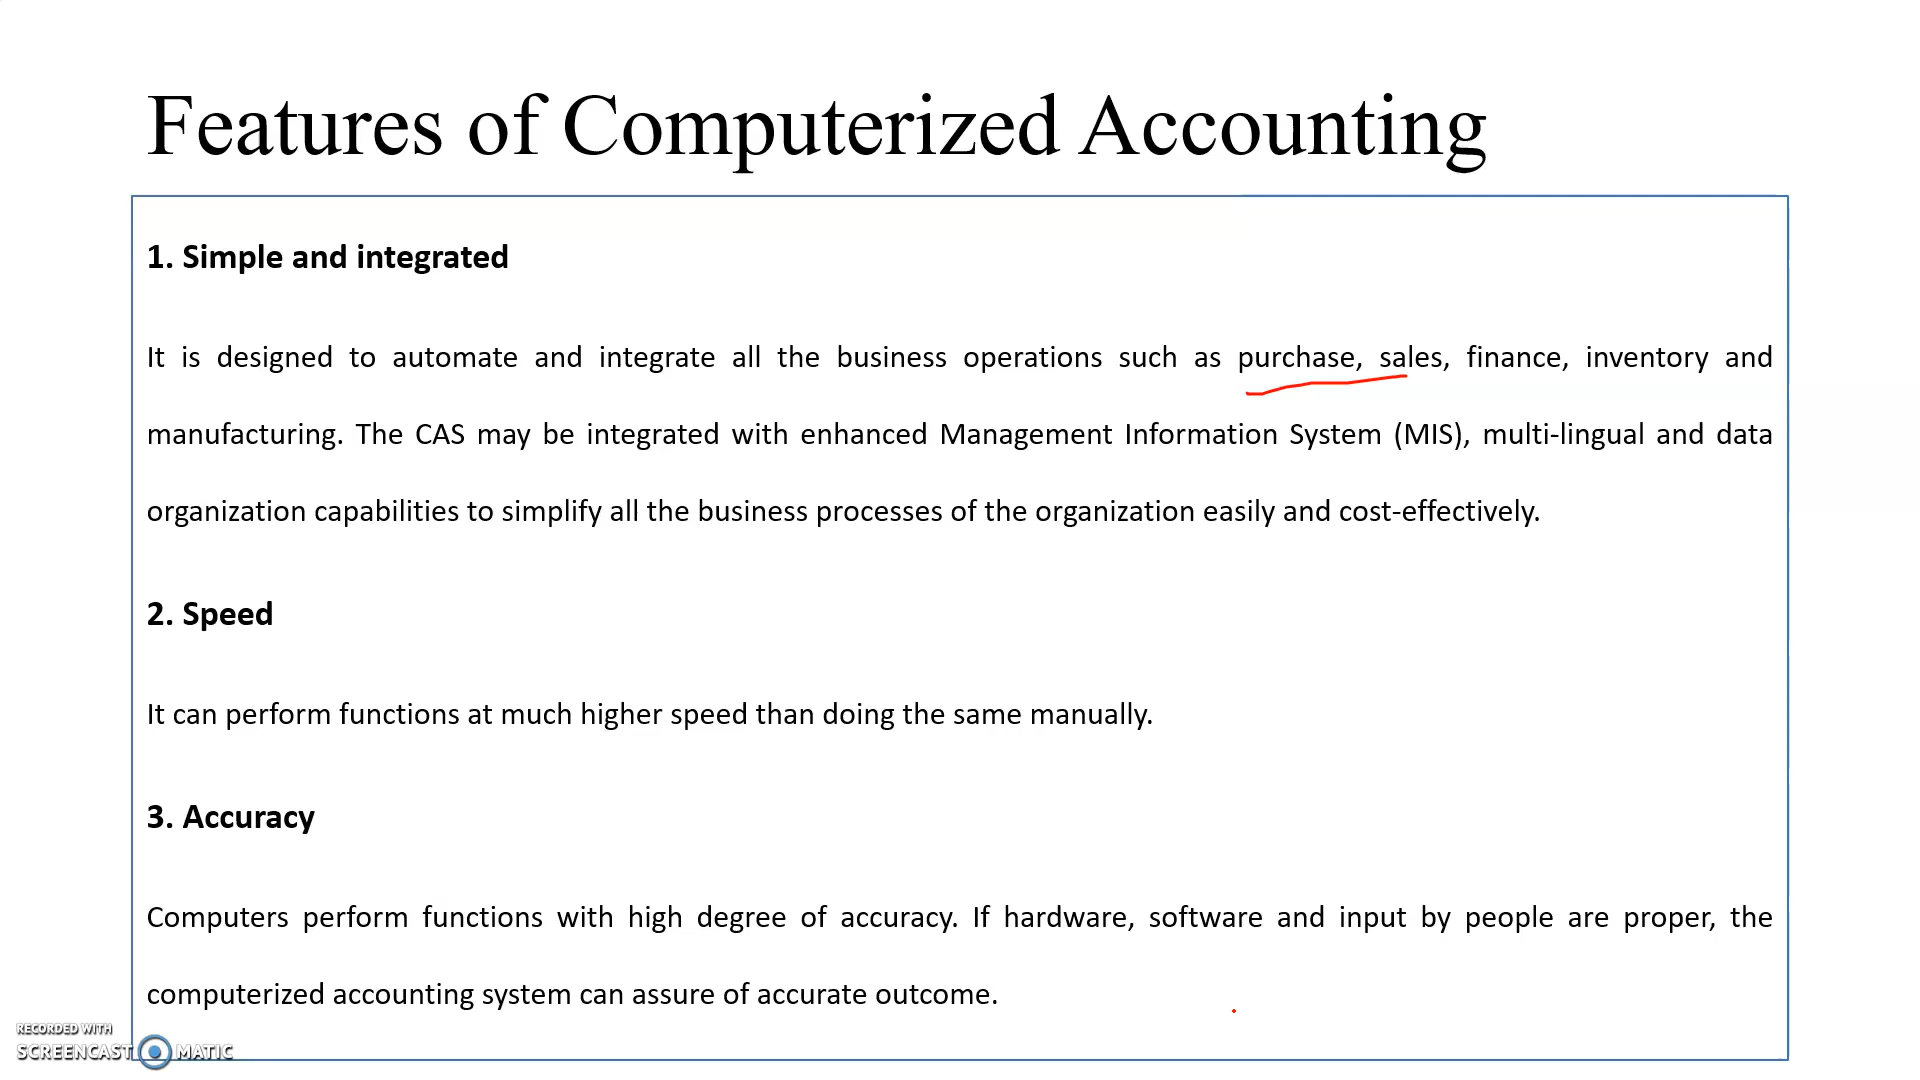 Features of Computerized Accounting
1. Simple and integrated
It is designed to automate and integrate all the business operations such as purchase, sales, finance, inventory and
manufacturing. The CAS may be integrated with enhanced Management Information System (MIS), multi-lingual and data
organization capabilities to simplify all the business processes of the organization easily and cost-effectively.
2. Speed
It can perform functions at much higher speed than doing the same manually.
3. Accuracy
Computers perform functions with high degree of accuracy. If hardware, software and input by people are proper, the
computerized accounting system can assure of accurate outcome.
RECORDED WITH
SCREENCAST MATIC